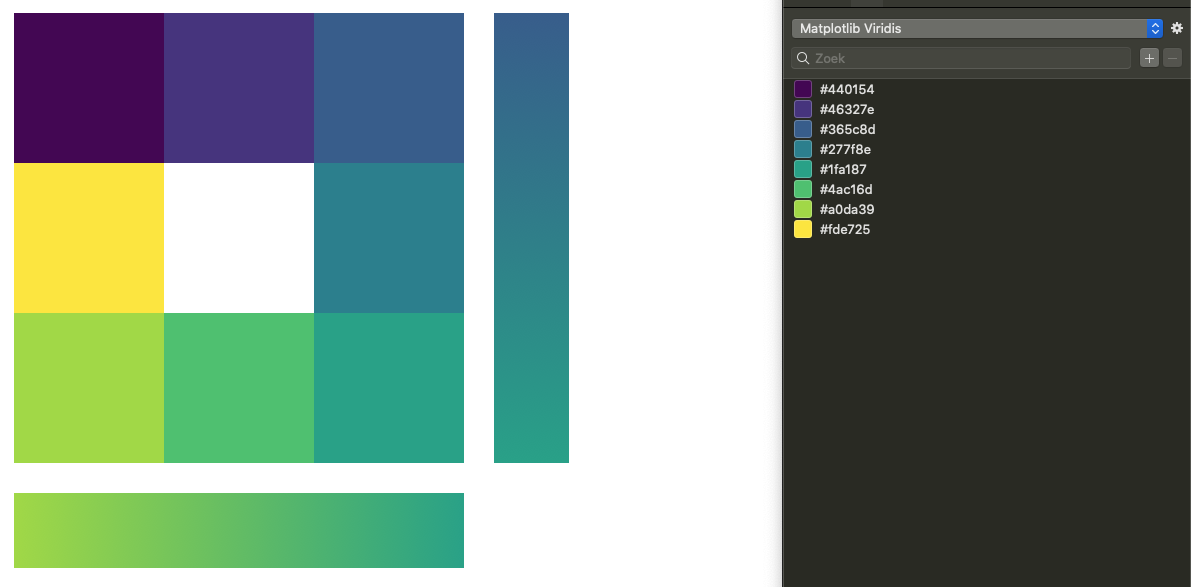 Matplotlib Viridis
Zoek
#440154
#46327e
#365c8d
#277f8e
#1fa187
#4ac16d
#a0da39
#fde725